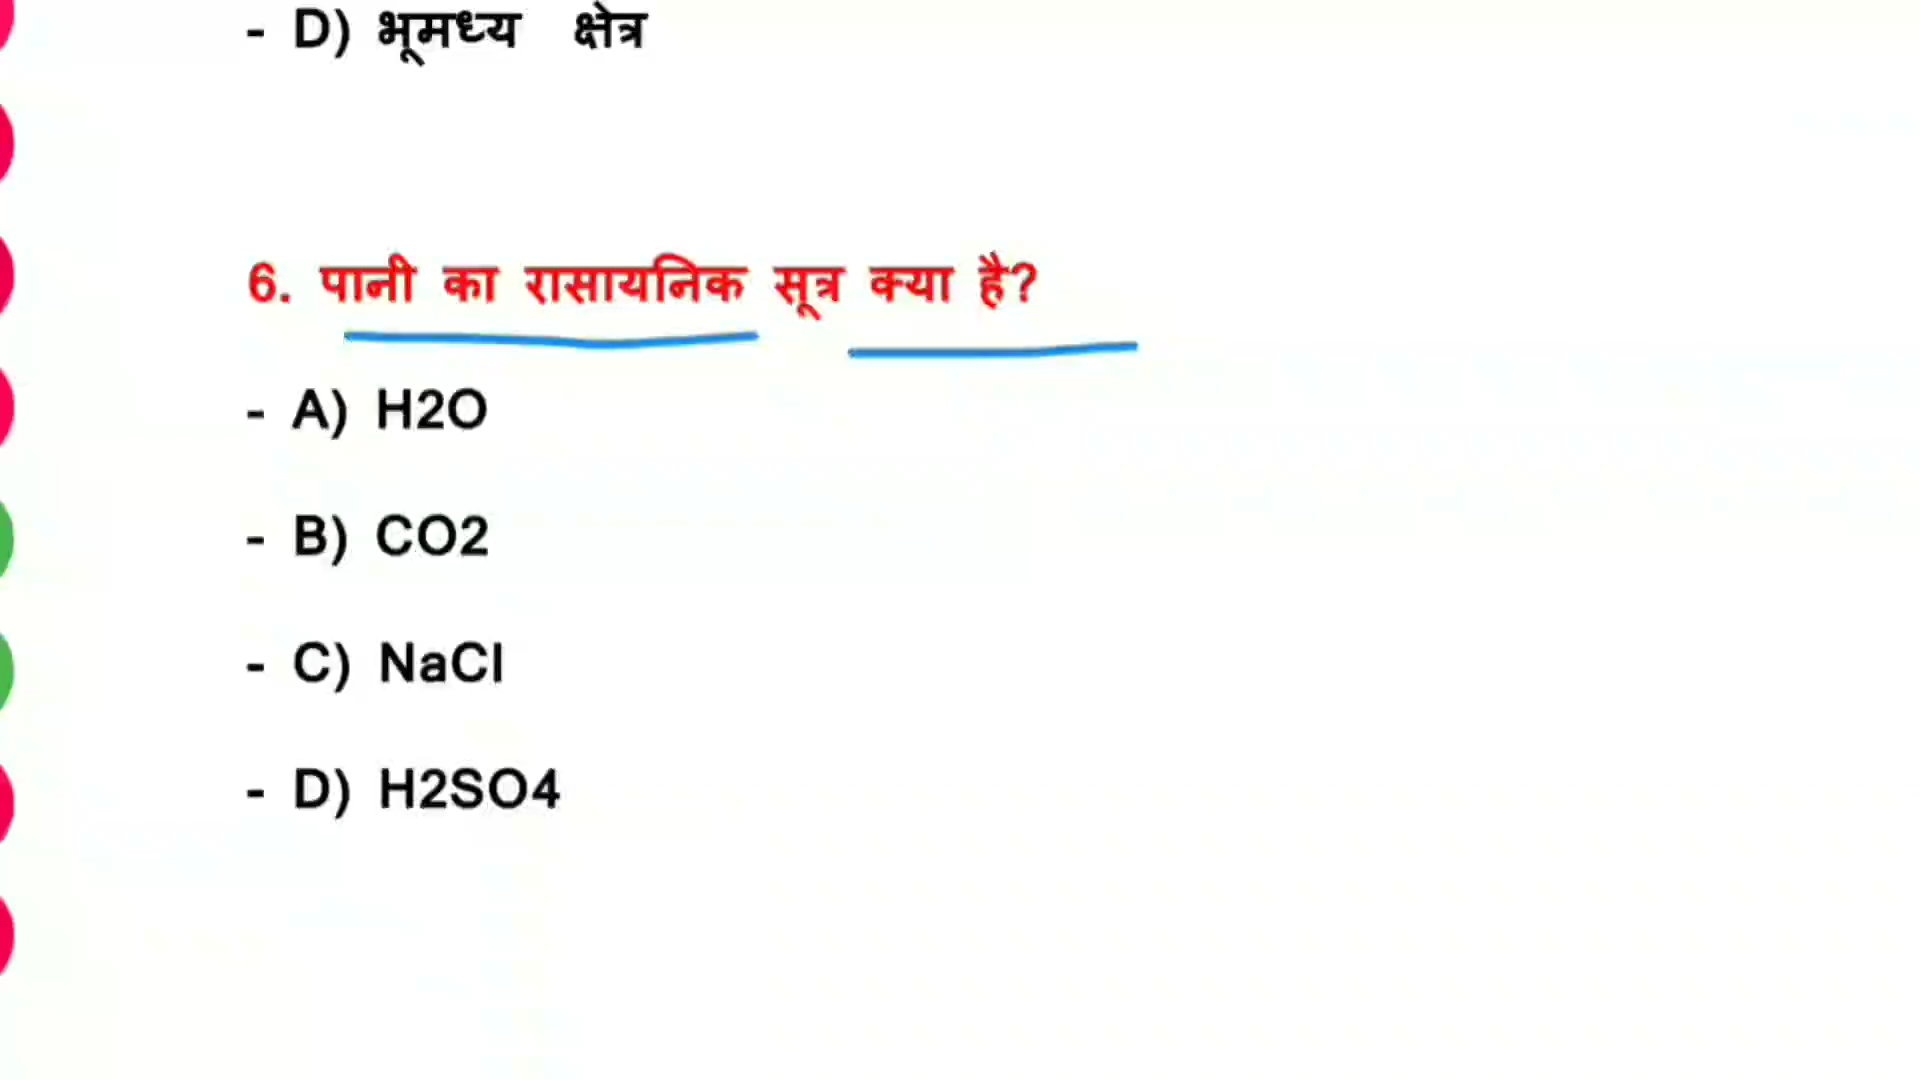 - D) भूमध्य क्षेत्र
6. पानी का रासायनिक सूत्र क्या है?
- A) H2O
- B) CO2
- C) NaCl
- D) H2SO4